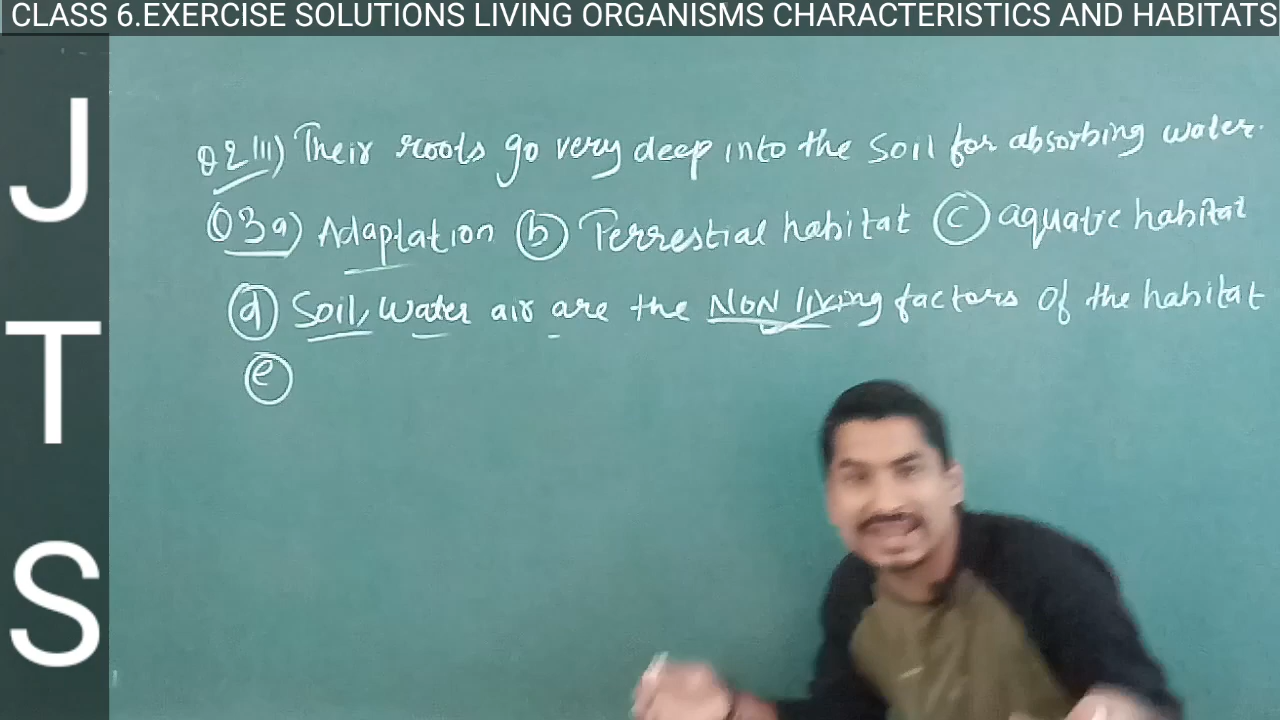 CLASS 6.EXERCISE SOLUTIONS LIVING ORGANISMS CHARACTERISTICS AND HABITATS
J
T
S
Q2 III) Their roots go very deep into the soil for absorbing water.
Q3 a) Adaptation (b) Terrestial habitat (c) aquatic habitat
(d) Soil, Water air are the NON living factors of the habitat
(e)